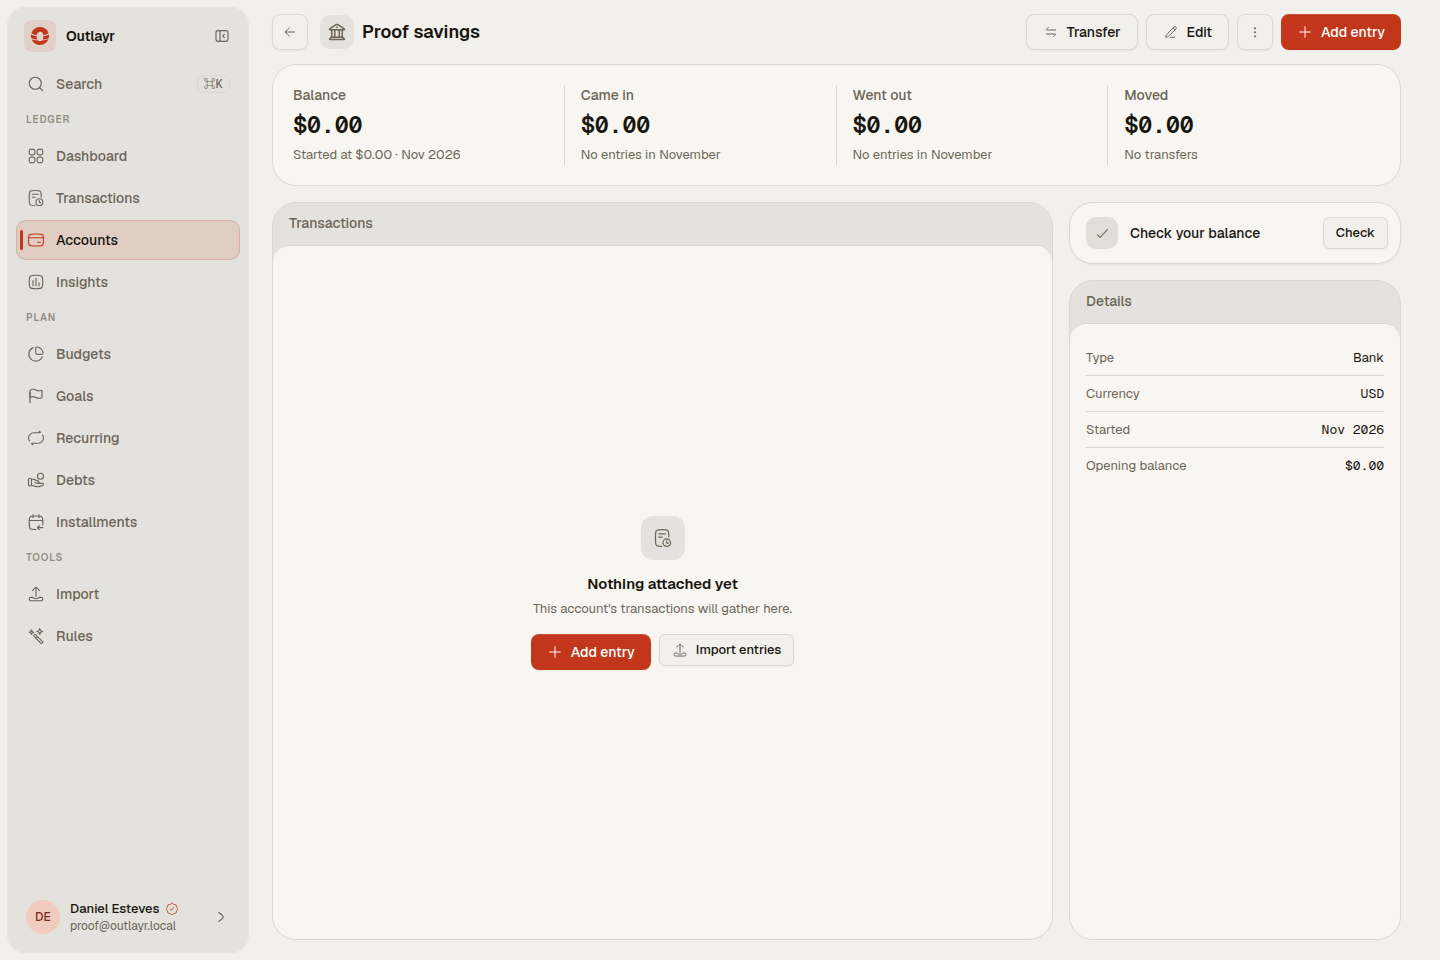 Outlayr
Search ⌘K
LEDGER
Dashboard
Transactions
Accounts
Insights
PLAN
Budgets
Goals
Recurring
Debts
Installments
TOOLS
Import
Rules
DE
Daniel Esteves
proof@outlayr.local
Proof savings
Transfer
Edit
Add entry
Balance
$0.00
Started at $0.00 · Nov 2026
Came in
$0.00
No entries in November
Went out
$0.00
No entries in November
Moved
$0.00
No transfers
Transactions
Nothing attached yet
This account's transactions will gather here.
Add entry
Import entries
Check your balance
Check
Details
Type Bank
Currency USD
Started Nov 2026
Opening balance $0.00